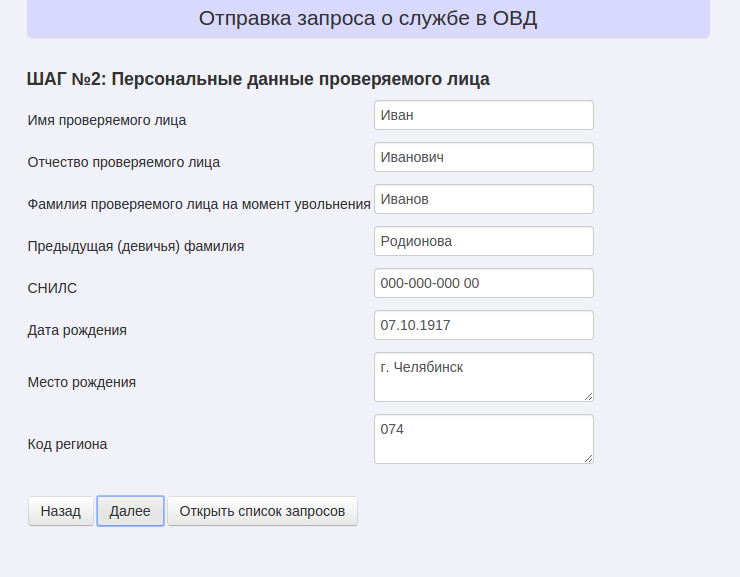 Отправка запроса о службе в ОВД
ШАГ №2: Персональные данные проверяемого лица
Имя проверяемого лица Иван
Отчество проверяемого лица Иванович
Фамилия проверяемого лица на момент увольнения Иванов
Предыдущая (девичья) фамилия Родионова
СНИЛС 000-000-000 00
Дата рождения 07.10.1917
Место рождения г. Челябинск
Код региона 074
Назад Далее Открыть список запросов